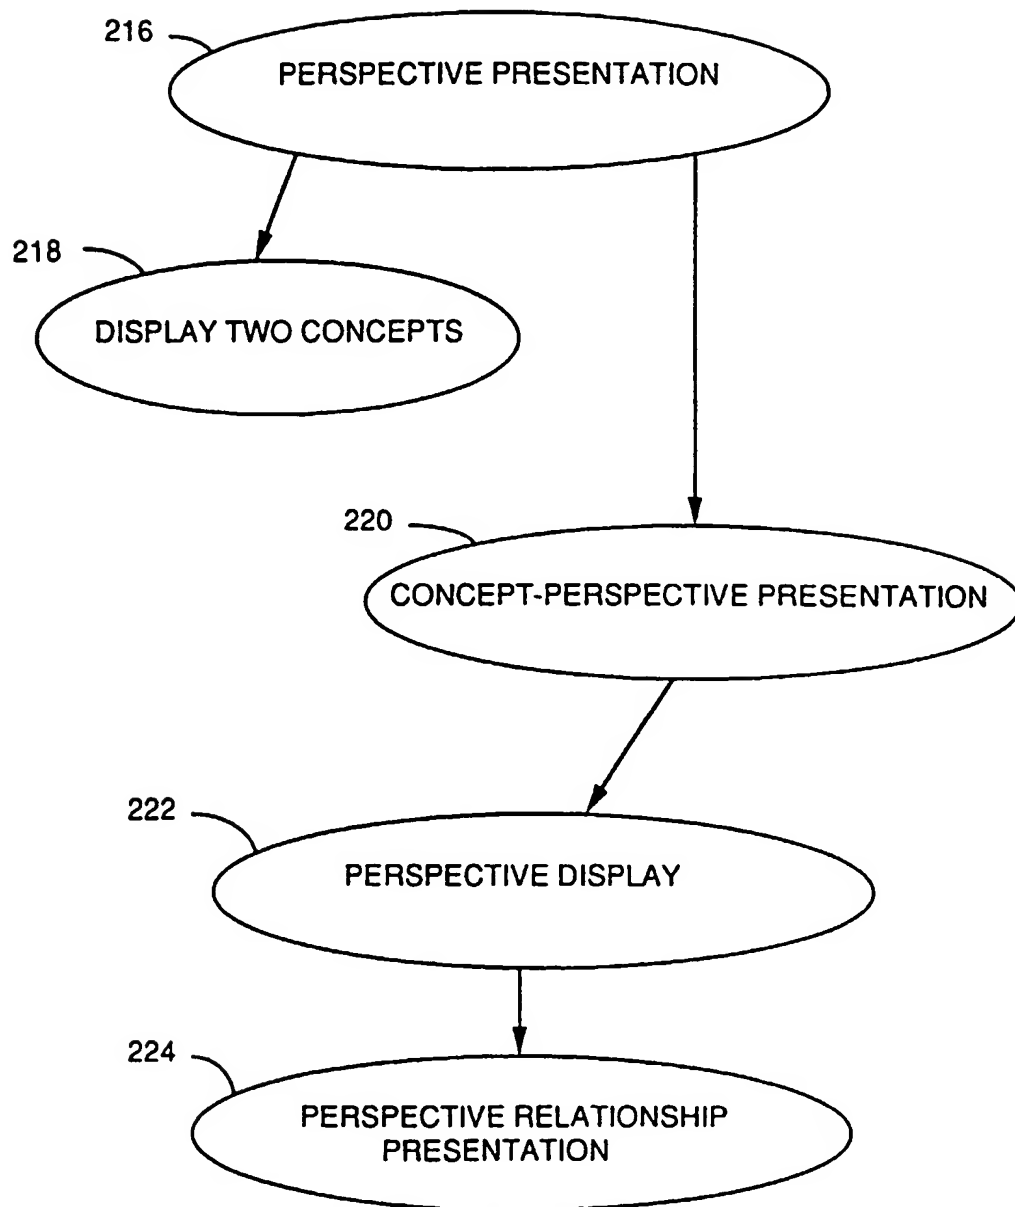 216
PERSPECTIVE PRESENTATION
218
DISPLAY TWO CONCEPTS
220
CONCEPT-PERSPECTIVE PRESENTATION
222
PERSPECTIVE DISPLAY
224
PERSPECTIVE RELATIONSHIP
PRESENTATION